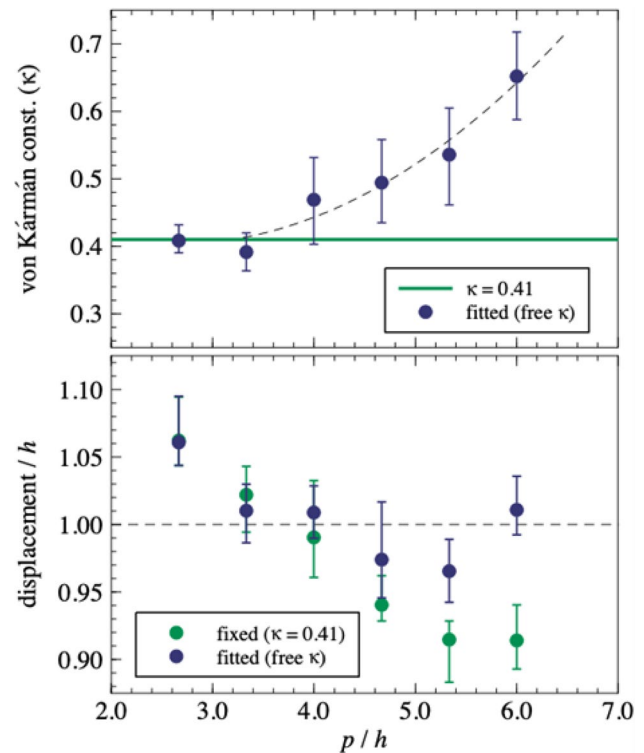 von Kármán const. (κ)
0.7
0.6
0.5
0.4
0.3
κ = 0.41
fitted (free κ)
displacement / h
1.10
1.05
1.00
0.95
0.90
fixed (κ = 0.41)
fitted (free κ)
2.0 3.0 4.0 5.0 6.0 7.0
p / h